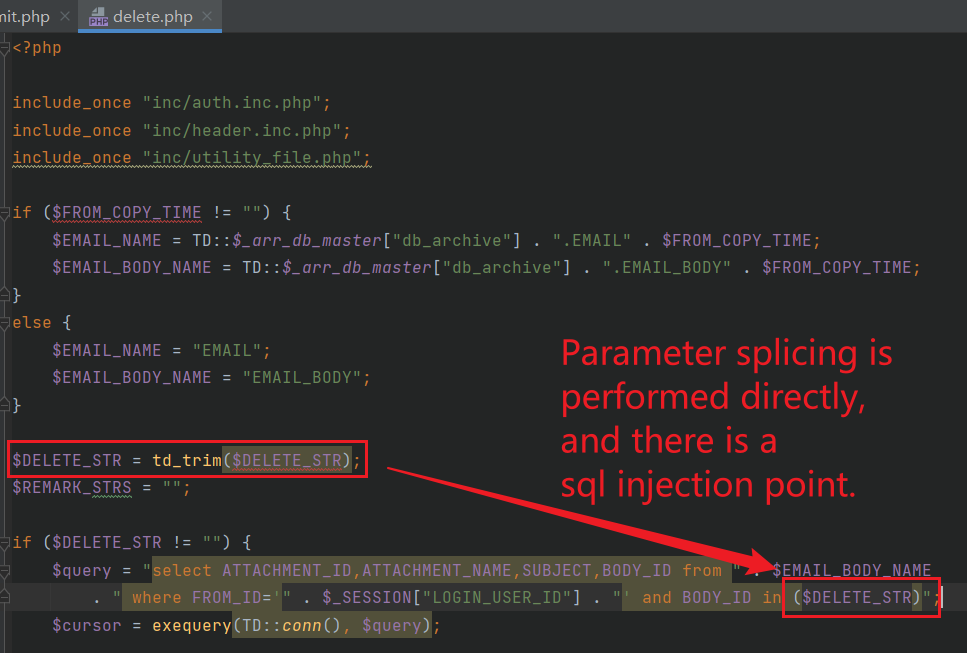 mit.php
delete.php
<?php
include_once "inc/auth.inc.php";
include_once "inc/header.inc.php";
include_once "inc/utility_file.php";
if ($FROM_COPY_TIME != "") {
$EMAIL_NAME = TD::$_arr_db_master["db_archive"] . ".EMAIL" . $FROM_COPY_TIME;
$EMAIL_BODY_NAME = TD::$_arr_db_master["db_archive"] . ".EMAIL_BODY" . $FROM_COPY_TIME;
}
else {
$EMAIL_NAME = "EMAIL";
$EMAIL_BODY_NAME = "EMAIL_BODY";
}
Parameter splicing is
performed directly,
and there is a
sql injection point.
$DELETE_STR = td_trim($DELETE_STR);
$REMARK_STRS = "";
if ($DELETE_STR != "") {
$query = "select ATTACHMENT_ID,ATTACHMENT_NAME,SUBJECT,BODY_ID from " . $EMAIL_BODY_NAME
. " where FROM_ID='" . $_SESSION["LOGIN_USER_ID"] . "' and BODY_ID in ($DELETE_STR)";
$cursor = exequery(TD::conn(), $query);